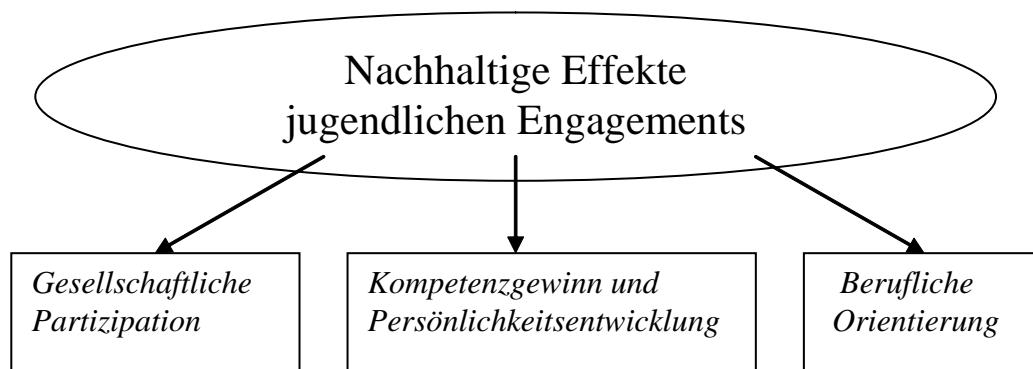 Nachhaltige Effekte
jugendlichen Engagements
Gesellschaftliche
Partizipation
Kompetenzgewinn und
Persönlichkeitsentwicklung
Berufliche
Orientierung